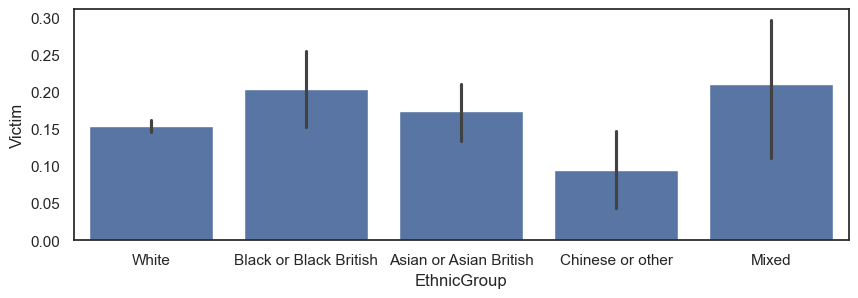 0.30
0.25
0.20
0.15
0.10
0.05
0.00
Victim
White Black or Black British Asian or Asian British Chinese or other Mixed
EthnicGroup